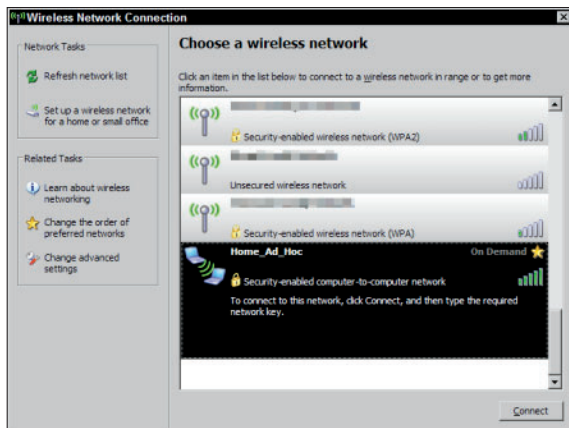 Wireless Network Connection
Network Tasks
Refresh network list
Set up a wireless network
for a home or small office
Related Tasks
Learn about wireless
networking
Change the order of
preferred networks
Change advanced
settings
Choose a wireless network
Click an item in the list below to connect to a wireless network in range or to get more
information.
Security-enabled wireless network (WPA2)
Unsecured wireless network
Security-enabled wireless network (WPA)
Home_Ad_Hoc On Demand
Security-enabled computer-to-computer network
To connect to this network, click Connect, and then type the required
network key.
Connect